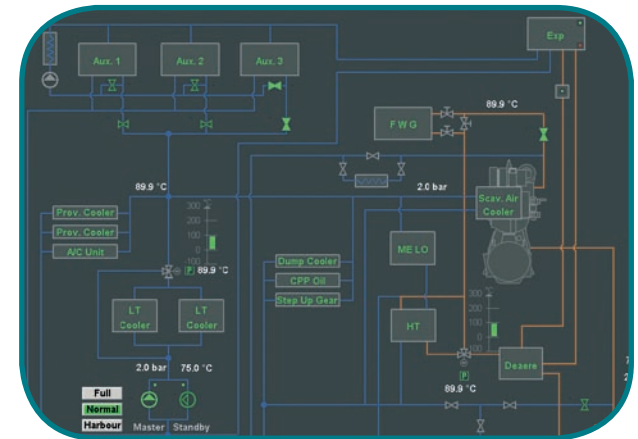 Exp
Aux. 1 Aux. 2 Aux. 3
89.9 °C
F W G
89.9 °C
2.0 bar
Prov. Cooler
Prov. Cooler
A/C Unit
300
200
100
0
-100
P 89.9 °C
Scav. Air
Cooler
ME LO
Dump Cooler
CPP Oil
Step Up Gear
LT
Cooler
LT
Cooler
HT
300
200
100
0
-100
Deaere
P
89.9 °C
2.0 bar 75.0 °C
Full
Normal
Harbour
Master Standby